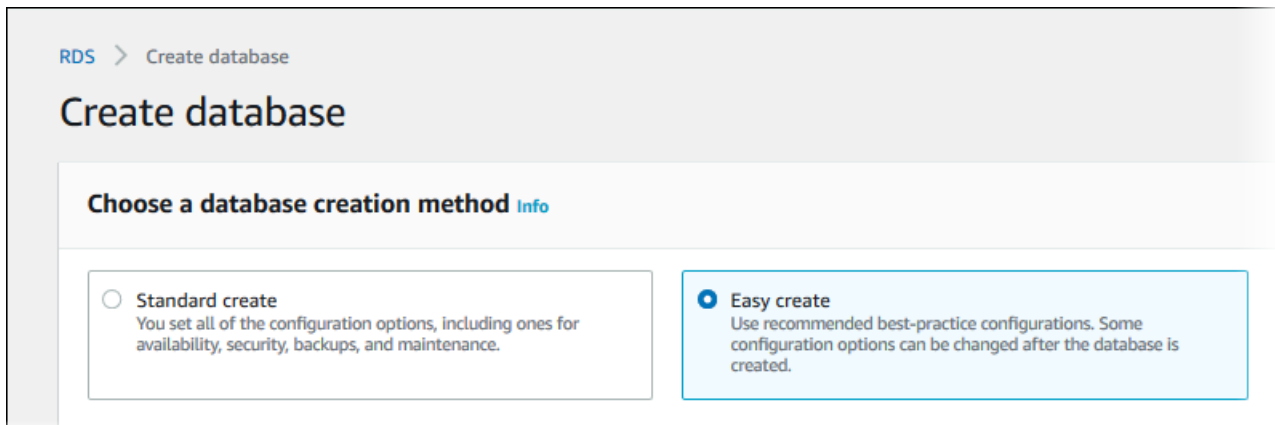 RDS > Create database
Create database
Choose a database creation method Info
Standard create
You set all of the configuration options, including ones for
availability, security, backups, and maintenance.
Easy create
Use recommended best-practice configurations. Some
configuration options can be changed after the database is
created.